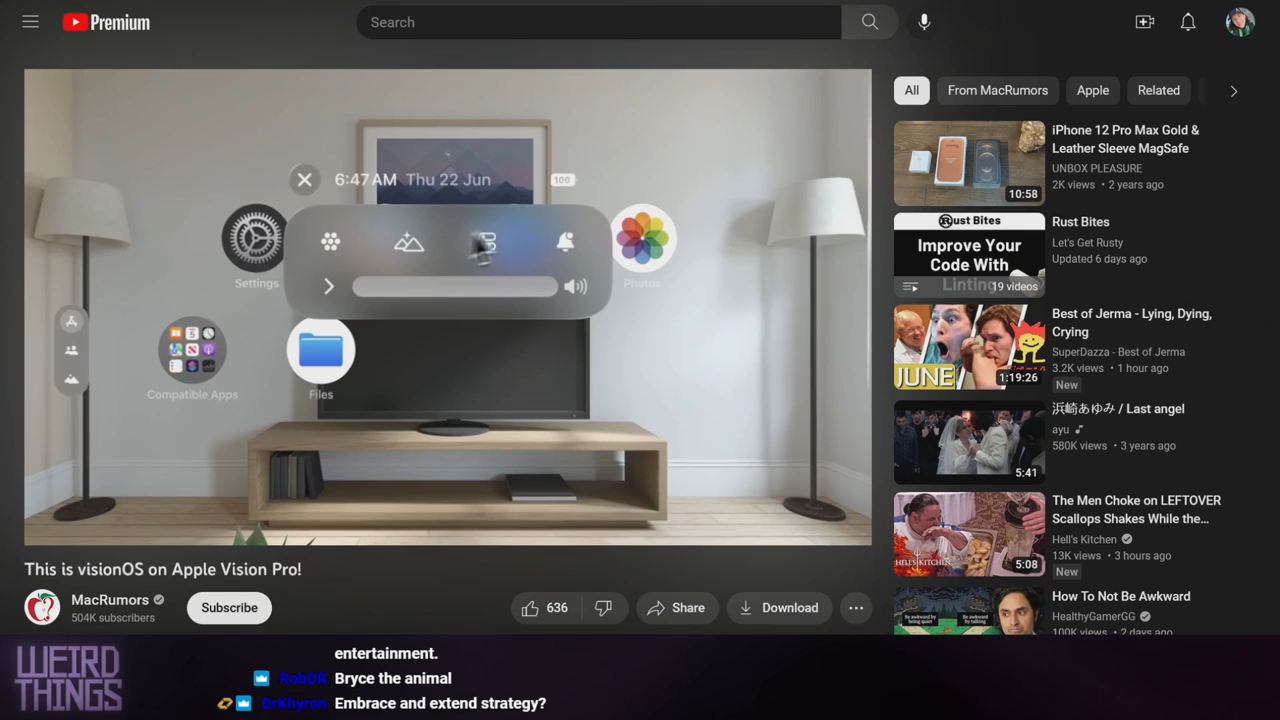 Premium
Search
6:47AM Thu 22 Jun
100
Settings
Photos
Compatible Apps
Files
This is visionOS on Apple Vision Pro!
MacRumors
504K subscribers
Subscribe
636
Share
Download
All
From MacRumors
Apple
Related
iPhone 12 Pro Max Gold &
Leather Sleeve MagSafe
UNBOX PLEASURE
2K views • 2 years ago
10:58
Rust Bites
Improve Your
Code With
Linting
19 videos
Rust Bites
Let's Get Rusty
Updated 6 days ago
JUNE
1:19:26
Best of Jerma - Lying, Dying,
Crying
SuperDazza - Best of Jerma
3.2K views • 1 hour ago
New
5:41
浜崎あゆみ / Last angel
ayu
580K views • 3 years ago
HELL'S KITCHEN
5:08
The Men Choke on LEFTOVER
Scallops Shakes While the...
Hell's Kitchen
13K views • 3 hours ago
New
How To Not Be Awkward
HealthyGamerGG
100K views • 2 days ago
WEIRD
THINGS
entertainment.
RobDR Bryce the animal
DrKhyron Embrace and extend strategy?